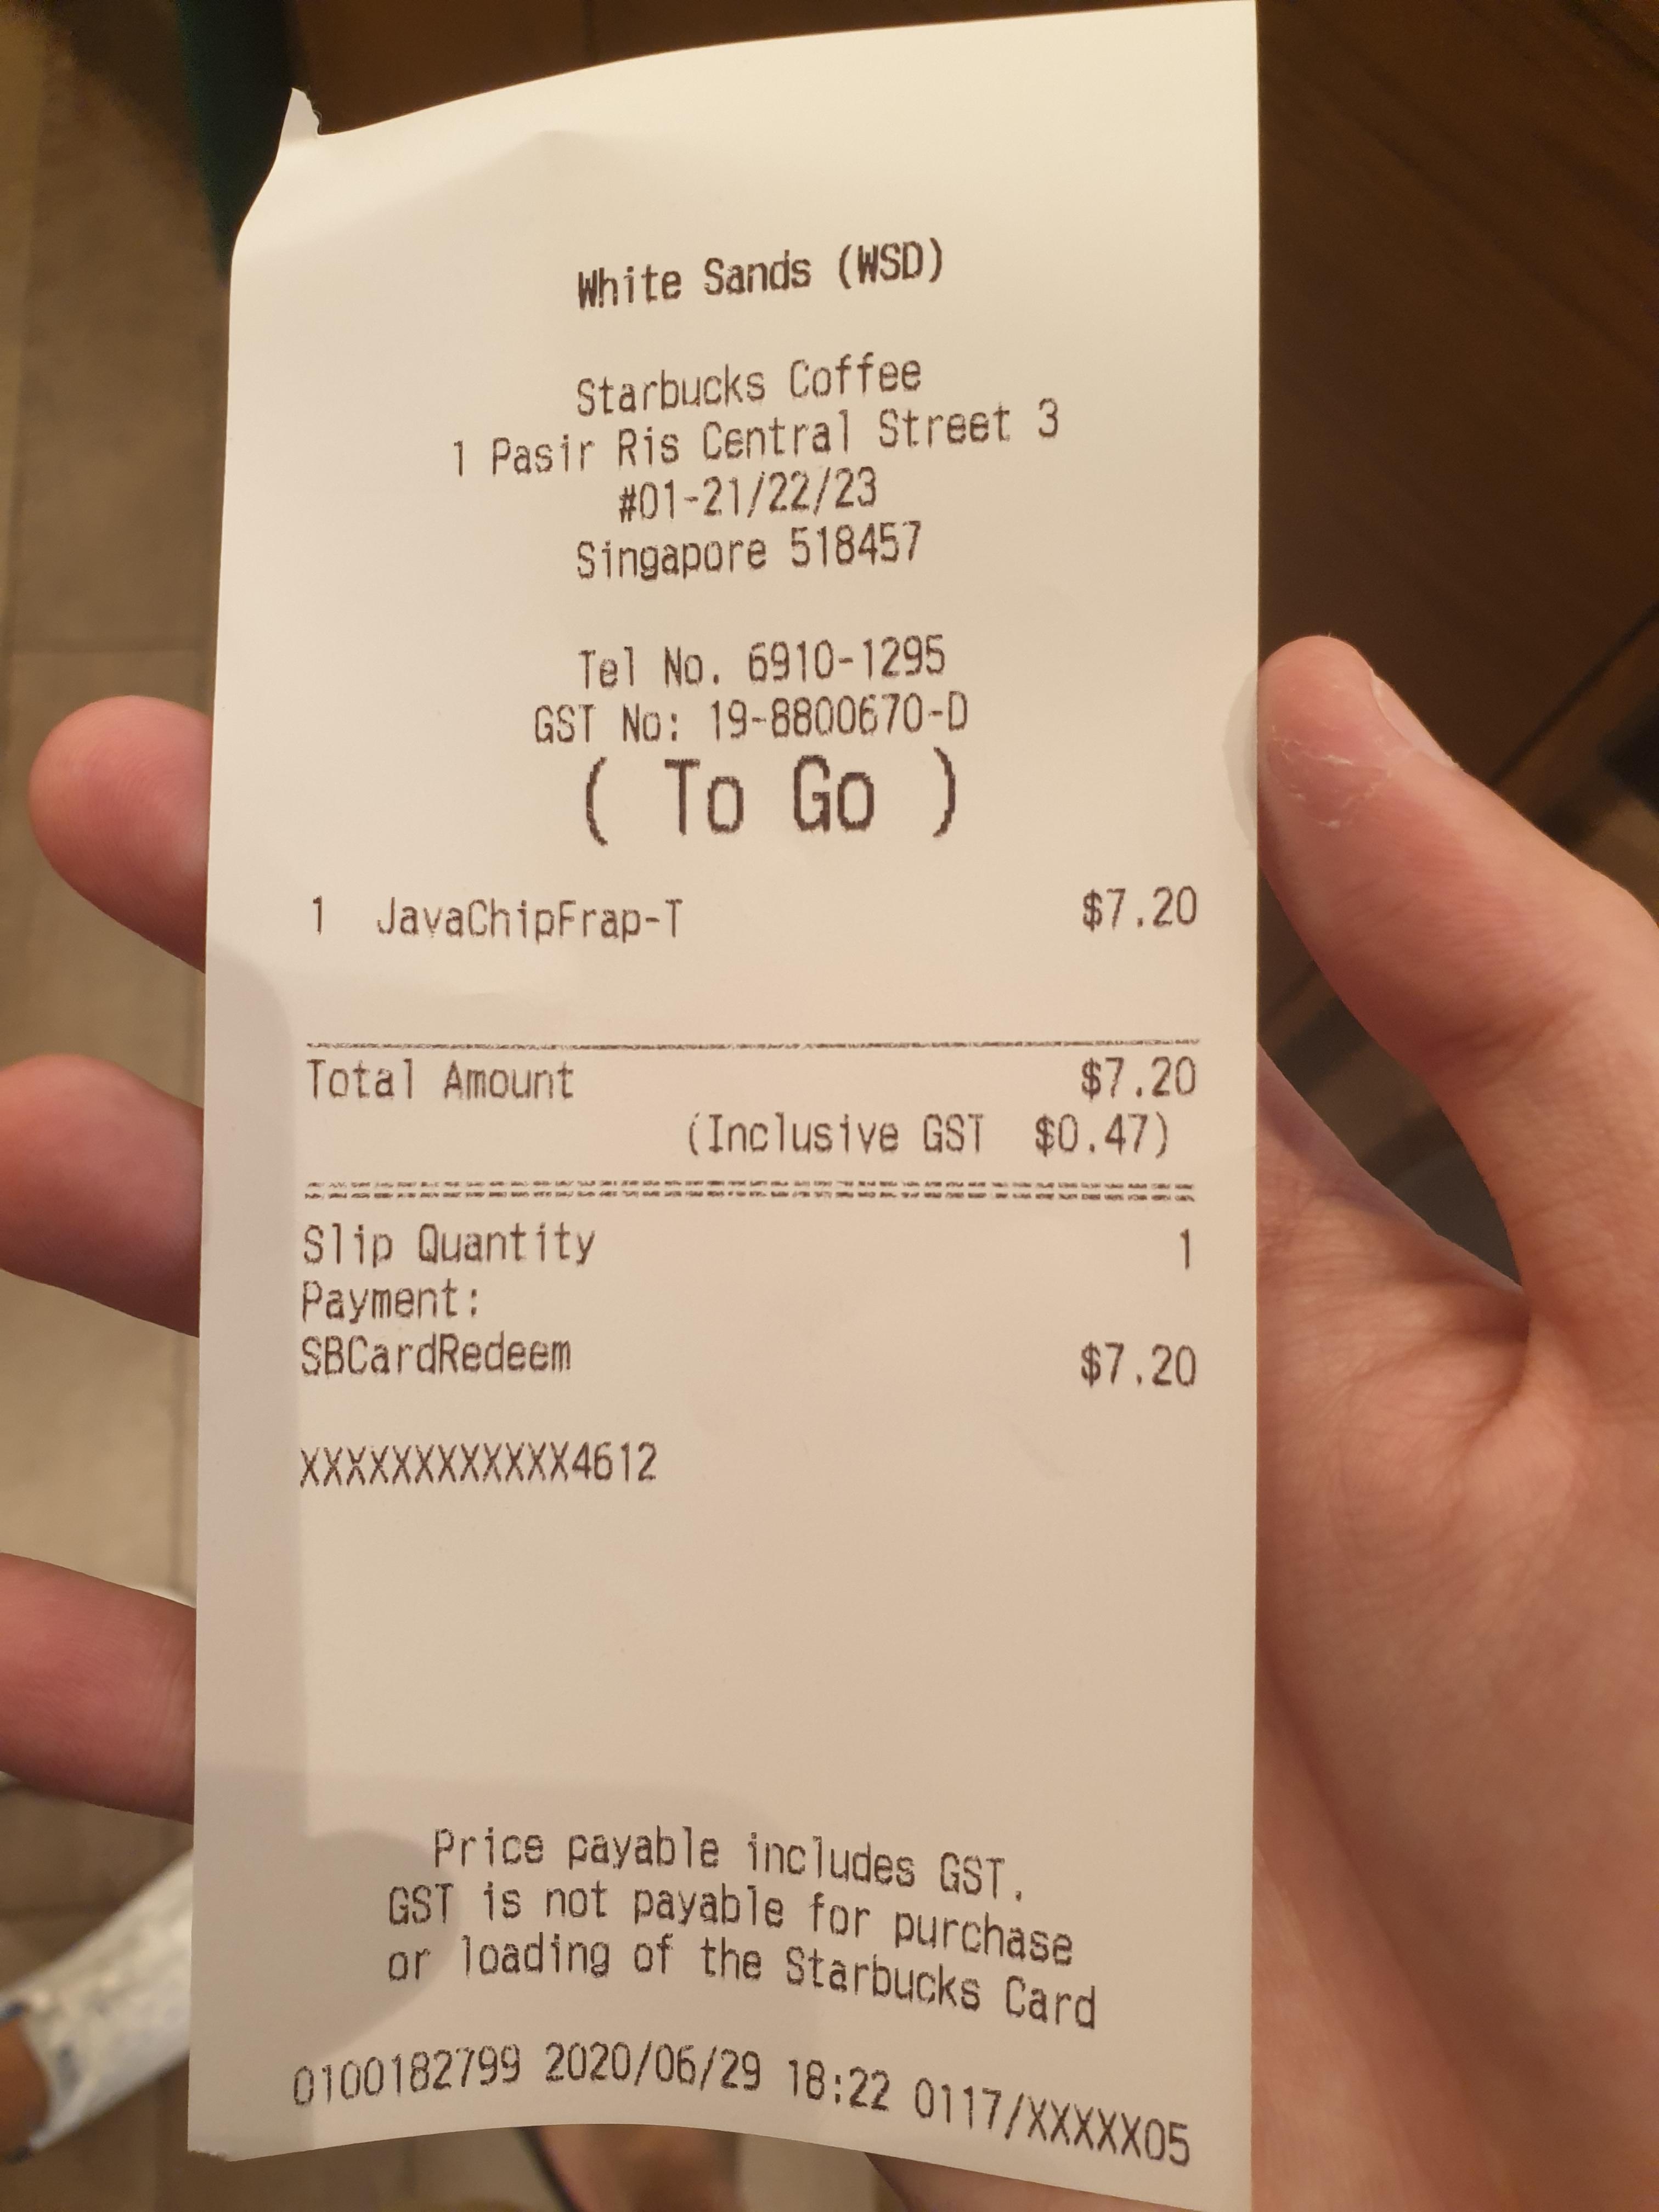 White Sands (WSD)
Starbucks Coffee
1 Pasir Ris Central Street 3
#01-21/22/23
Singapore 518457
Tel No. 6910-1295
GST No: 19-8800670-D
( To Go )
1 JavaChipFrap-T $7.20
Total Amount $7.20
(Inclusive GST $0.47)
Slip Quantity 1
Payment:
SBCardRedeem $7.20
XXXXXXXXXXXX4612
Price payable includes GST.
GST is not payable for purchase
or loading of the Starbucks Card
0100182799 2020/06/29 18:22 0117/XXXXX05